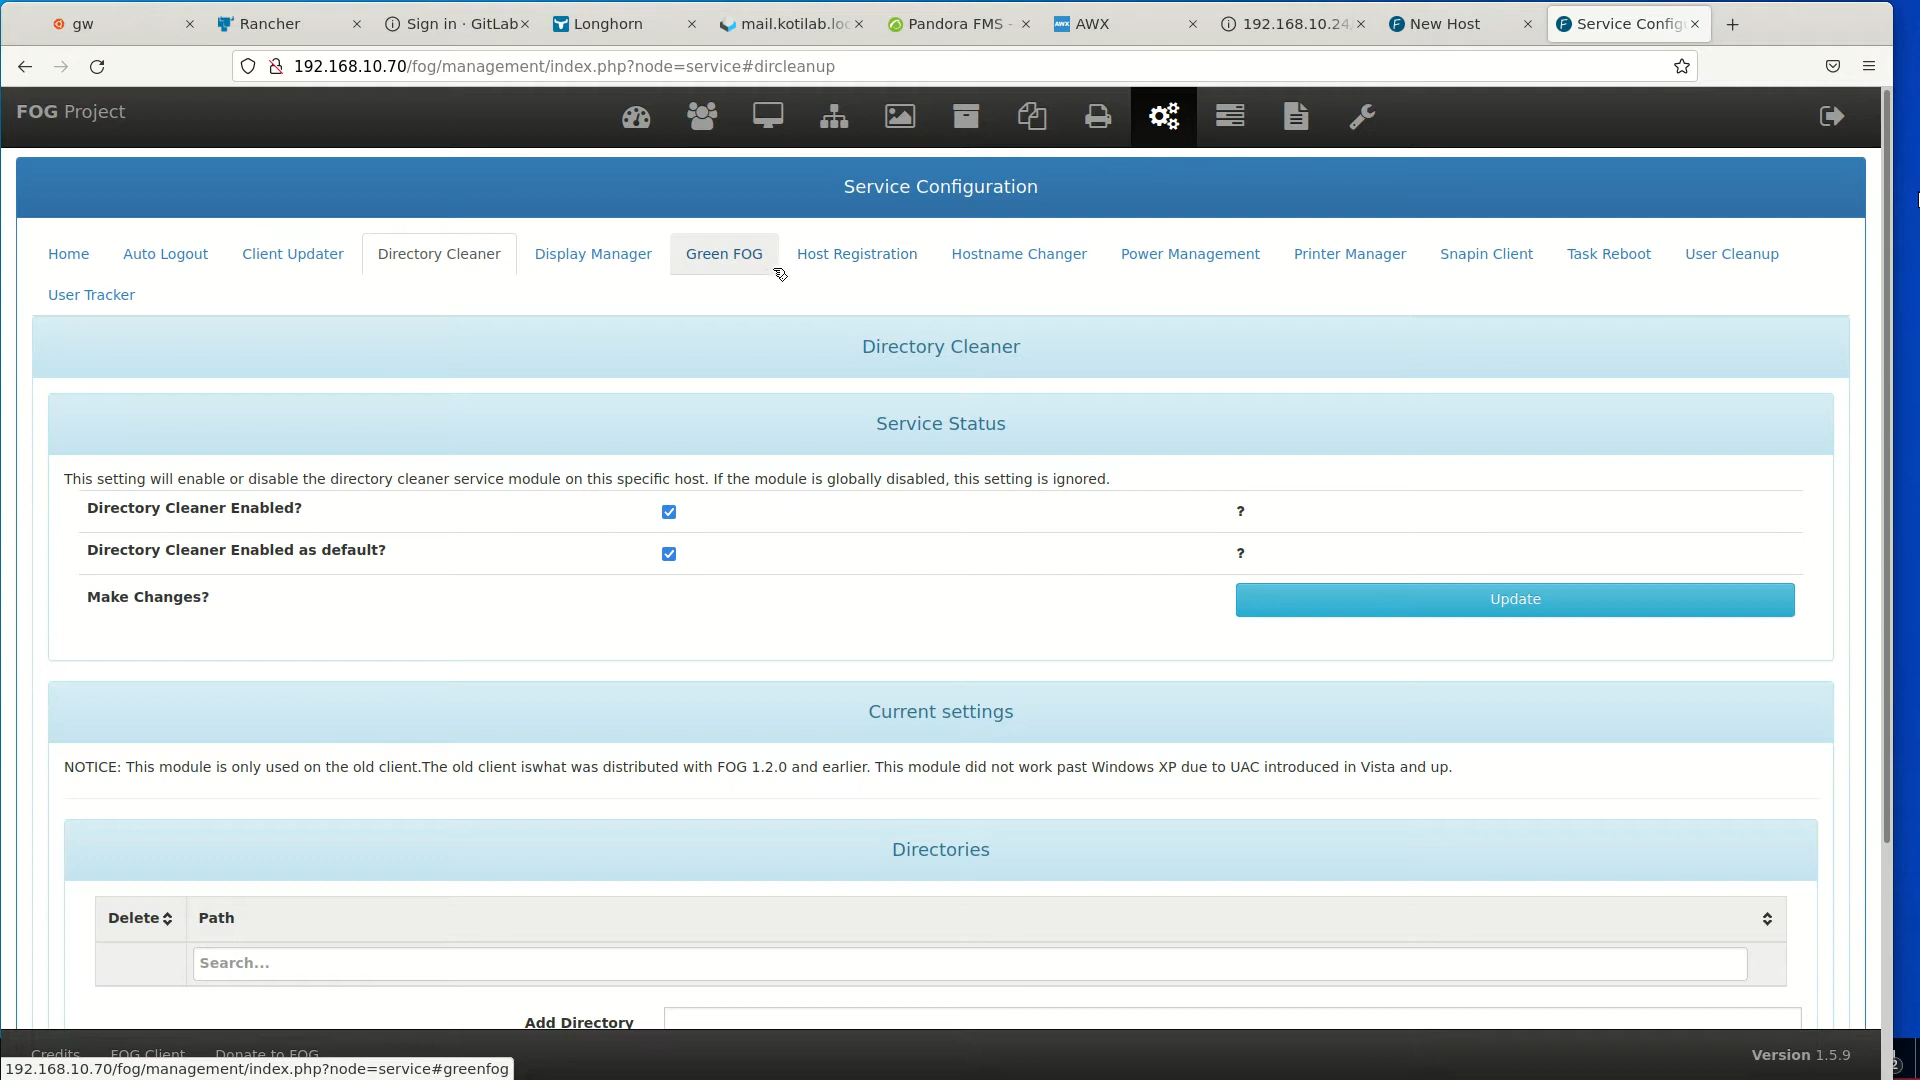 gw
Rancher
Sign in · GitLab
Longhorn
mail.kotilab.loc
Pandora FMS -
AWX
AWX
192.168.10.24
New Host
Service Config
192.168.10.70/fog/management/index.php?node=service#dircleanup
FOG Project
Service Configuration
Home
Auto Logout
Client Updater
Directory Cleaner
Display Manager
Green FOG
Host Registration
Hostname Changer
Power Management
Printer Manager
Snapin Client
Task Reboot
User Cleanup
User Tracker
Directory Cleaner
Service Status
This setting will enable or disable the directory cleaner service module on this specific host. If the module is globally disabled, this setting is ignored.
Directory Cleaner Enabled?
?
Directory Cleaner Enabled as default?
?
Make Changes?
Update
Current settings
NOTICE: This module is only used on the old client.The old client iswhat was distributed with FOG 1.2.0 and earlier. This module did not work past Windows XP due to UAC introduced in Vista and up.
Directories
Delete
Path
Search...
Add Directory
Credits
FOG Client
Donate to FOG
Version 1.5.9
192.168.10.70/fog/management/index.php?node=service#greenfog
2